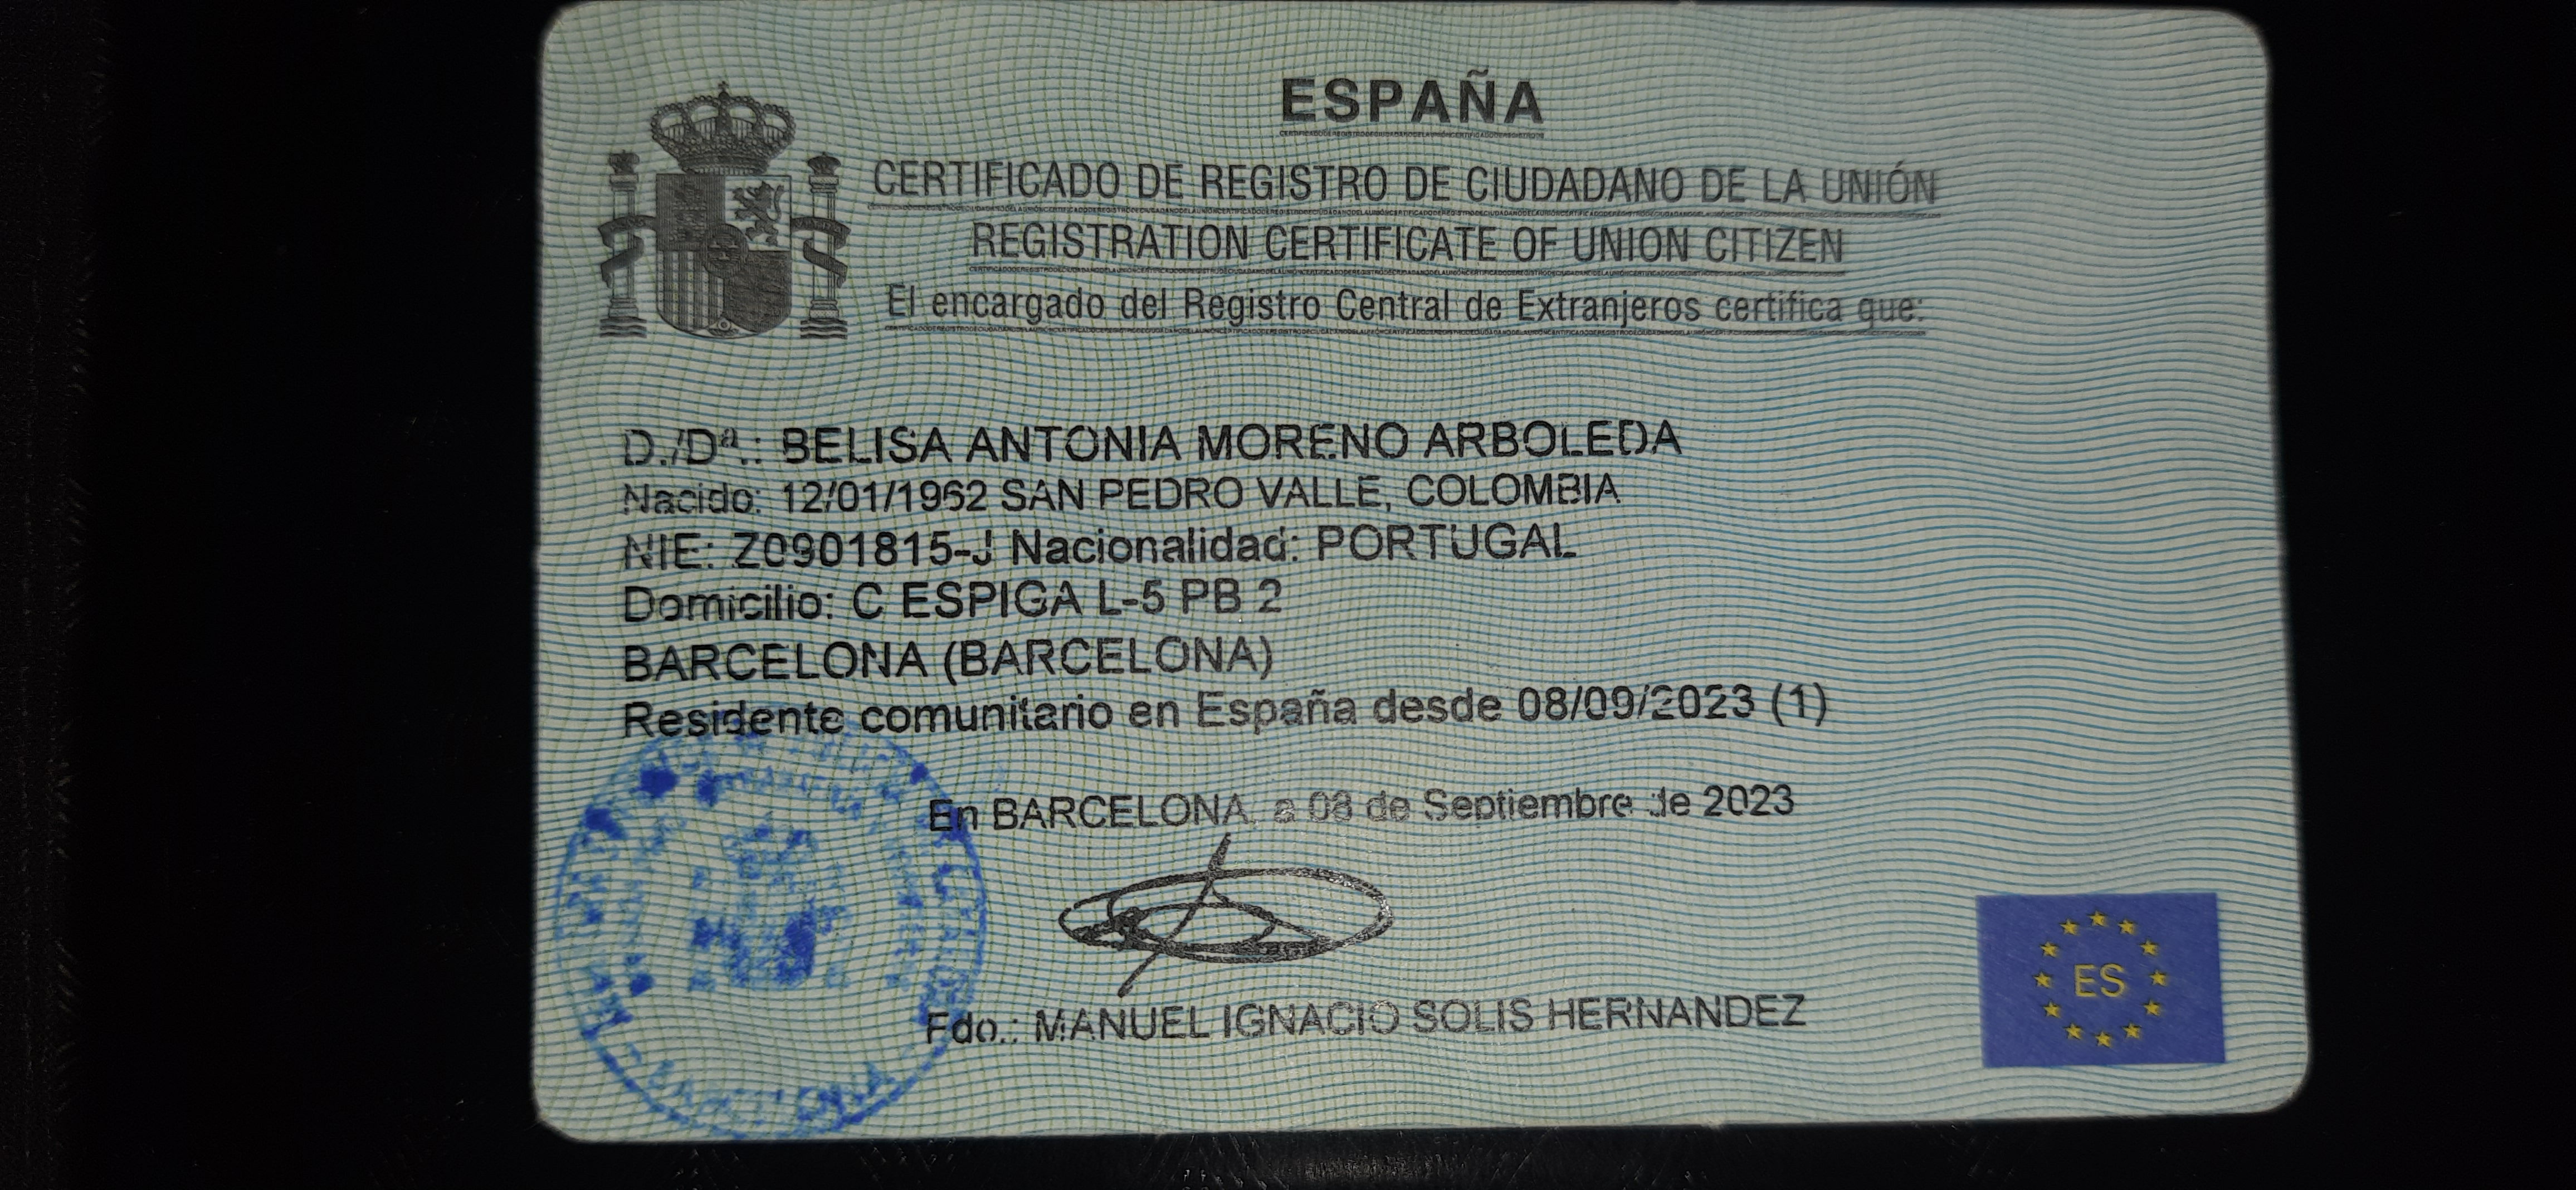 ESPAÑA
CERTIFICADO DE REGISTRO DE CIUDADANO DE LA UNIÓN
REGISTRATION CERTIFICATE OF UNION CITIZEN
El encargado del Registro Central de Extranjeros certifica que:
D./Dª.: BELISA ANTONIA MORENO ARBOLEDA
Nacido: 12/01/1962 SAN PEDRO VALLE, COLOMBIA
NIE: Z0901815-J Nacionalidad: PORTUGAL
Domicilio: C ESPIGA L-5 PB 2
BARCELONA (BARCELONA)
Residente comunitario en España desde 08/09/2023 (1)
En BARCELONA, a 08 de Septiembre de 2023
Fdo.: MANUEL IGNACIO SOLIS HERNANDEZ
ES